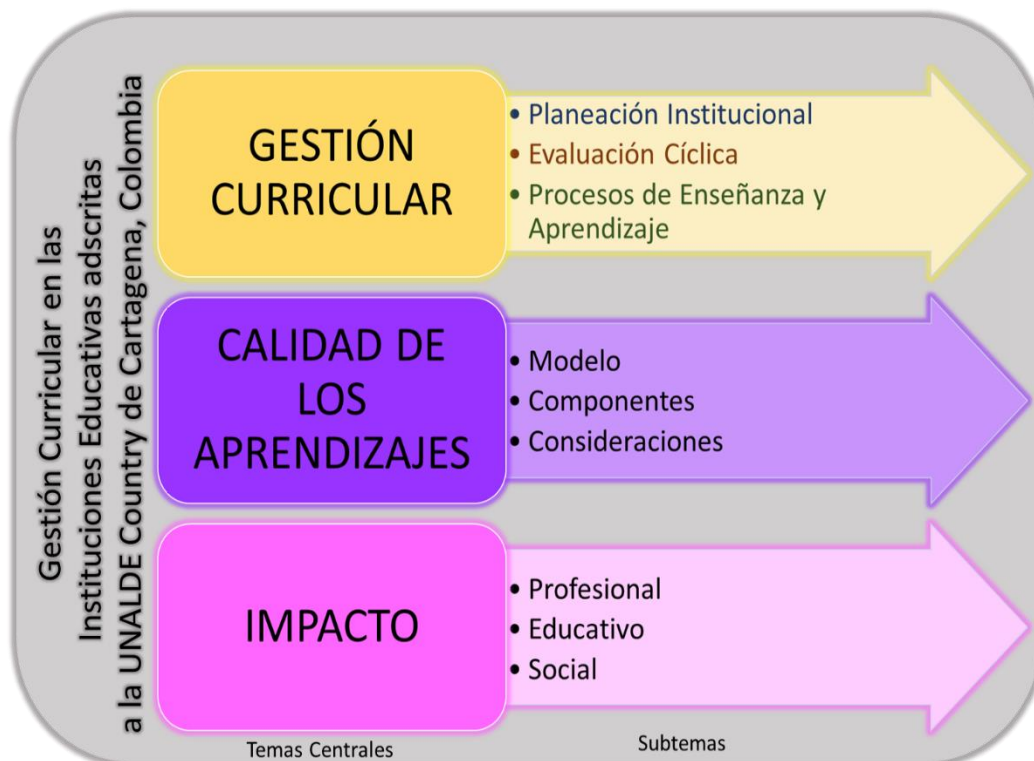 Gestión Curricular en las
Instituciones Educativas adscritas
a la UNALDE Country de Cartagena, Colombia
GESTIÓN
CURRICULAR
• Planeación Institucional
• Evaluación Cíclica
• Procesos de Enseñanza y
Aprendizaje
CALIDAD DE
LOS
APRENDIZAJES
• Modelo
• Componentes
• Consideraciones
IMPACTO
• Profesional
• Educativo
• Social
Temas Centrales
Subtemas